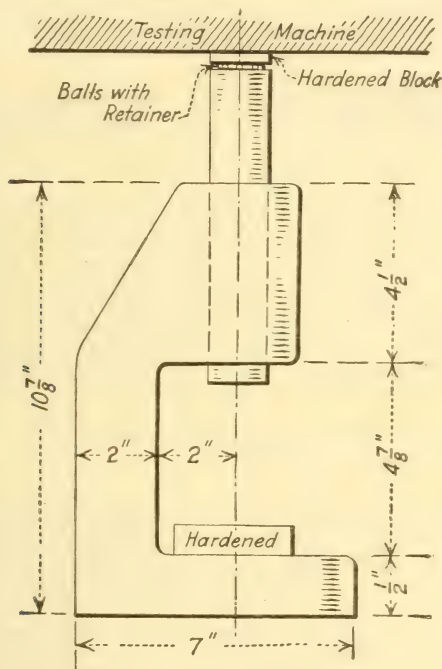 Testing Machine
Balls with
Retainer
Hardened Block
10 7/8"
4 1/2"
2"
2"
4 7/8"
Hardened
1/2"
7"